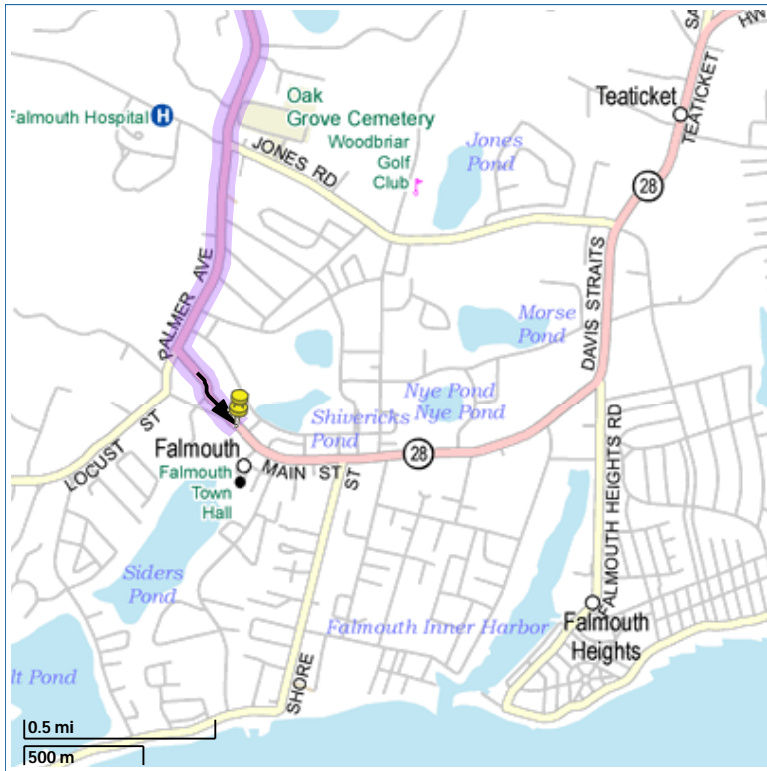 SA
HW
Teaticket
TEATICKET
Oak
Grove Cemetery
Falmouth Hospital
H
Woodbriar
Golf
Club
Jones
Pond
JONES RD
28
PALMER AVE
DAVIS STRAITS
Morse
Pond
Nye Pond
Nye Pond
Shivericks
Pond
LOCUST ST
Falmouth
MAIN ST
ST
28
Falmouth
Town
Hall
FALMOUTH HEIGHTS RD
Siders
Pond
Falmouth Inner Harbor
Falmouth
Heights
lt Pond
SHORE
0.5 mi
500 m